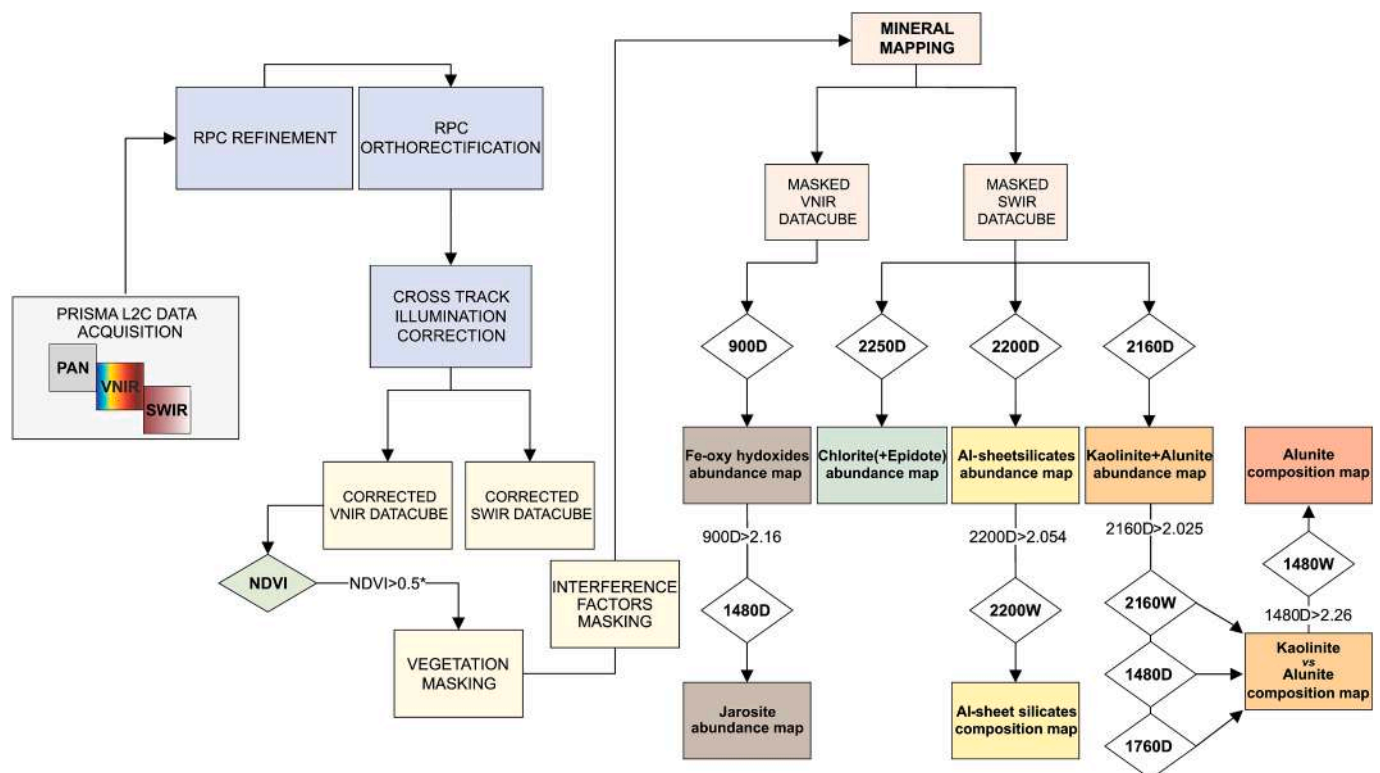 MINERAL
MAPPING
RPC REFINEMENT
RPC
ORTHORECTIFICATION
MASKED
VNIR
DATACUBE
MASKED
SWIR
DATACUBE
PRISMA L2C DATA
ACQUISITION
PAN
VNIR
SWIR
CROSS TRACK
ILLUMINATION
CORRECTION
900D
2250D
2200D
2160D
Fe-oxy hydoxides
abundance map
Chlorite(+Epidote)
abundance map
Al-sheetsilicates
abundance map
Kaolinite+Alunite
abundance map
Alunite
composition map
CORRECTED
VNIR DATACUBE
CORRECTED
SWIR DATACUBE
900D>2.16
2200D>2.054
2160D>2.025
NDVI
NDVI>0.5*
INTERFERENCE
FACTORS
MASKING
1480D
2200W
2160W
1480W
1480D>2.26
VEGETATION
MASKING
Jarosite
abundance map
Al-sheet silicates
composition map
1480D
1760D
Kaolinite
vs
Alunite
composition map